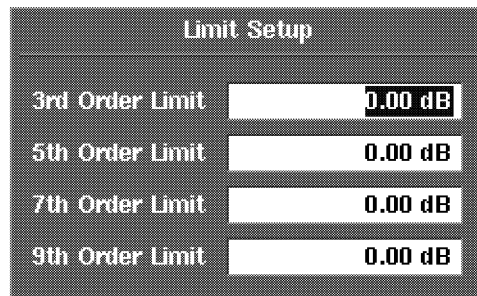 Limit Setup
3rd Order Limit 0.00 dB
5th Order Limit 0.00 dB
7th Order Limit 0.00 dB
9th Order Limit 0.00 dB